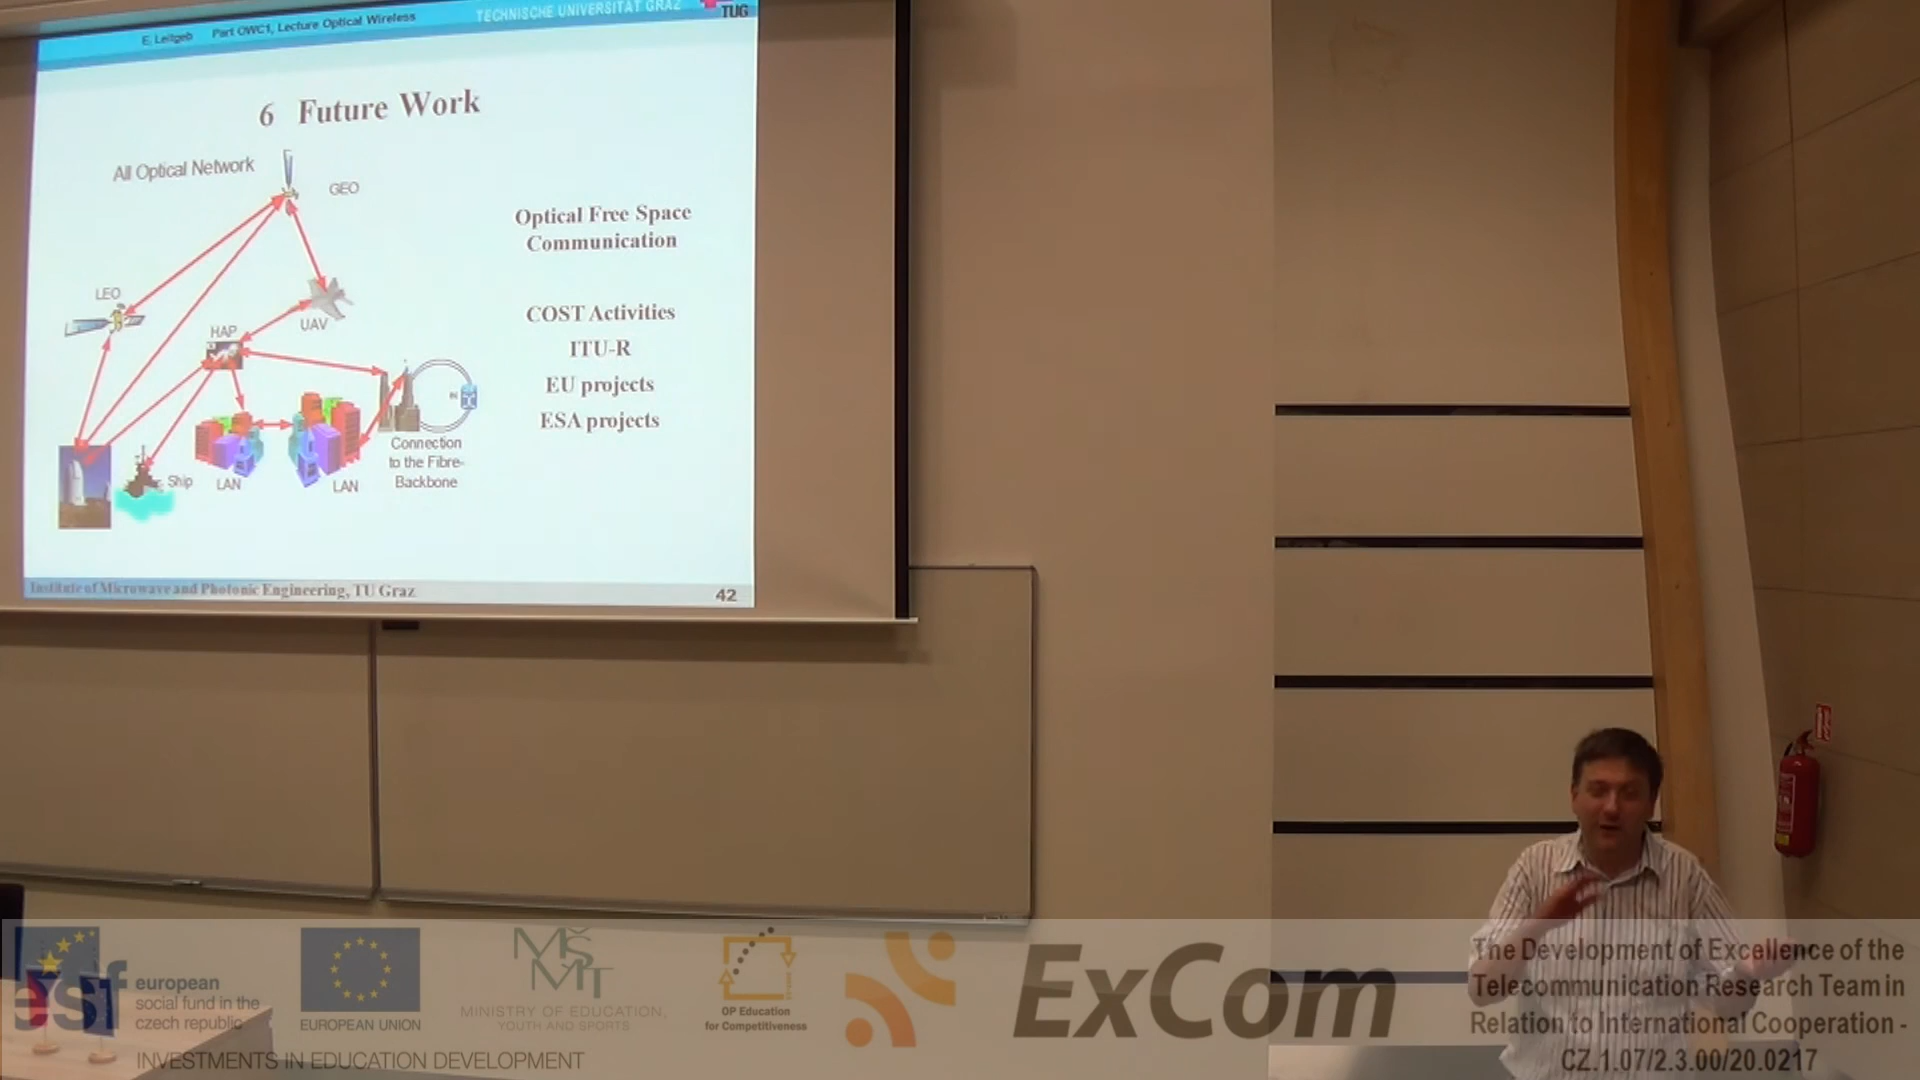 E. Leitgeb Part OWC1, Lecture Optical Wireless
TECHNISCHE UNIVERSITÄT GRAZ
TUG
6 Future Work
All Optical Network
GEO
LEO
HAP
UAV
Optical Free Space
Communication
COST Activities
ITU-R
EU projects
ESA projects
Ship
LAN
LAN
Connection
to the Fibre-
Backbone
Institute of Microwave and Photonic Engineering, TU Graz
42
esf
european
social fund in the
czech republic
EUROPEAN UNION
MŠMT
MINISTRY OF EDUCATION,
YOUTH AND SPORTS
OP Education
for Competitiveness
INVESTMENTS IN EDUCATION DEVELOPMENT
ExCom
The Development of Excellence of the
Telecommunication Research Team in
Relation to International Cooperation -
CZ.1.07/2.3.00/20.0217